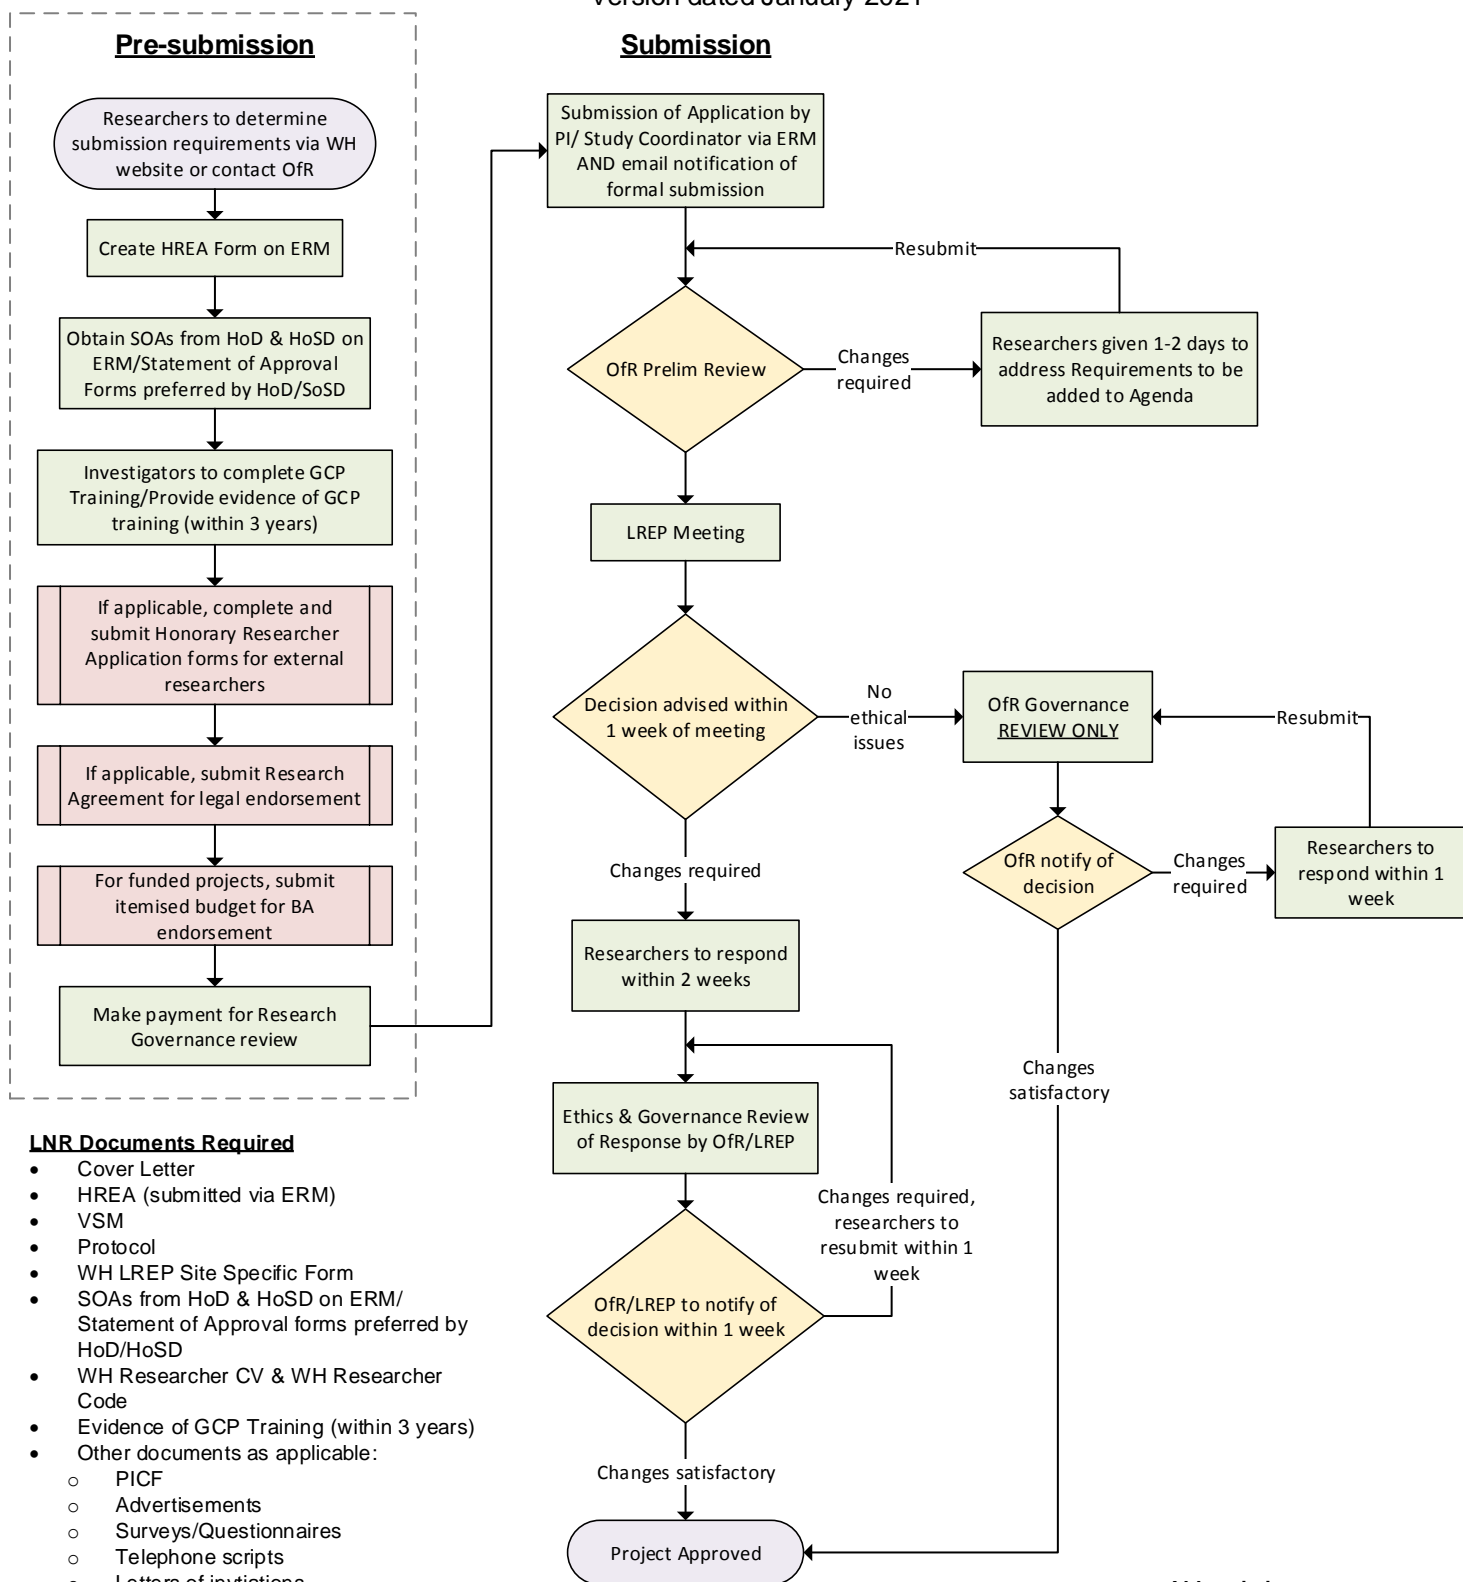 Version dated January 2021
Pre-submission
Researchers to determine
submission requirements via WH
website or contact OfR
Create HREA Form on ERM
Obtain SOAs from HoD & HoSD on
ERM/Statement of Approval
Forms preferred by HoD/SoSD
Investigators to complete GCP
Training/Provide evidence of GCP
training (within 3 years)
If applicable, complete and
submit Honorary Researcher
Application forms for external
researchers
If applicable, submit Research
Agreement for legal endorsement
For funded projects, submit
itemised budget for BA
endorsement
Make payment for Research
Governance review
Submission
Submission of Application by
PI/ Study Coordinator via ERM
AND email notification of
formal submission
Resubmit
OfR Prelim Review
Changes
required
Researchers given 1-2 days to
address Requirements to be
added to Agenda
LREP Meeting
Decision advised within
1 week of meeting
No
ethical
issues
OfR Governance
REVIEW ONLY
Resubmit
OfR notify of
decision
Changes
required
Researchers to
respond within 1
week
Changes required
Researchers to respond
within 2 weeks
Changes
satisfactory
Ethics & Governance Review
of Response by OfR/LREP
Changes required,
researchers to
resubmit within 1
week
OfR/LREP to notify of
decision within 1 week
Changes satisfactory
Project Approved
LNR Documents Required
• Cover Letter
• HREA (submitted via ERM)
• VSM
• Protocol
• WH LREP Site Specific Form
• SOAs from HoD & HoSD on ERM/
Statement of Approval forms preferred by
HoD/HoSD
• WH Researcher CV & WH Researcher
Code
• Evidence of GCP Training (within 3 years)
• Other documents as applicable:
o PICF
o Advertisements
o Surveys/Questionnaires
o Telephone scripts
o Letters of